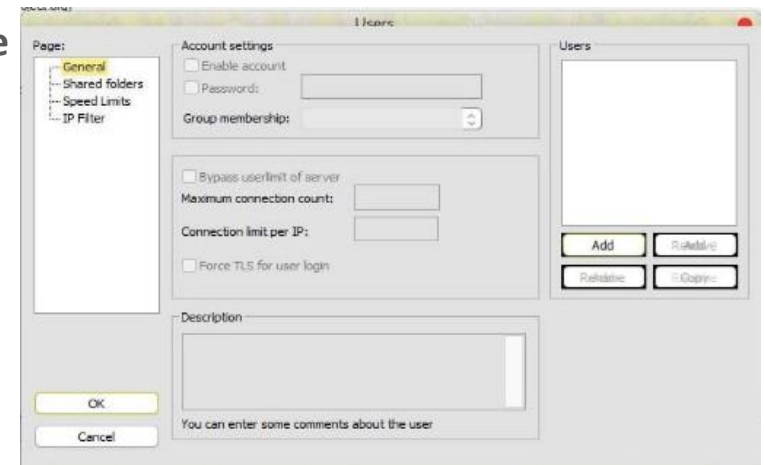 Users
e
Page:
General
Shared folders
Speed Limits
IP Filter
Account settings
Enable account
Password:
Group membership:
Bypass userlimit of server
Maximum connection count:
Connection limit per IP:
Force TLS for user login
Description
You can enter some comments about the user
Users
Add
OK
Cancel